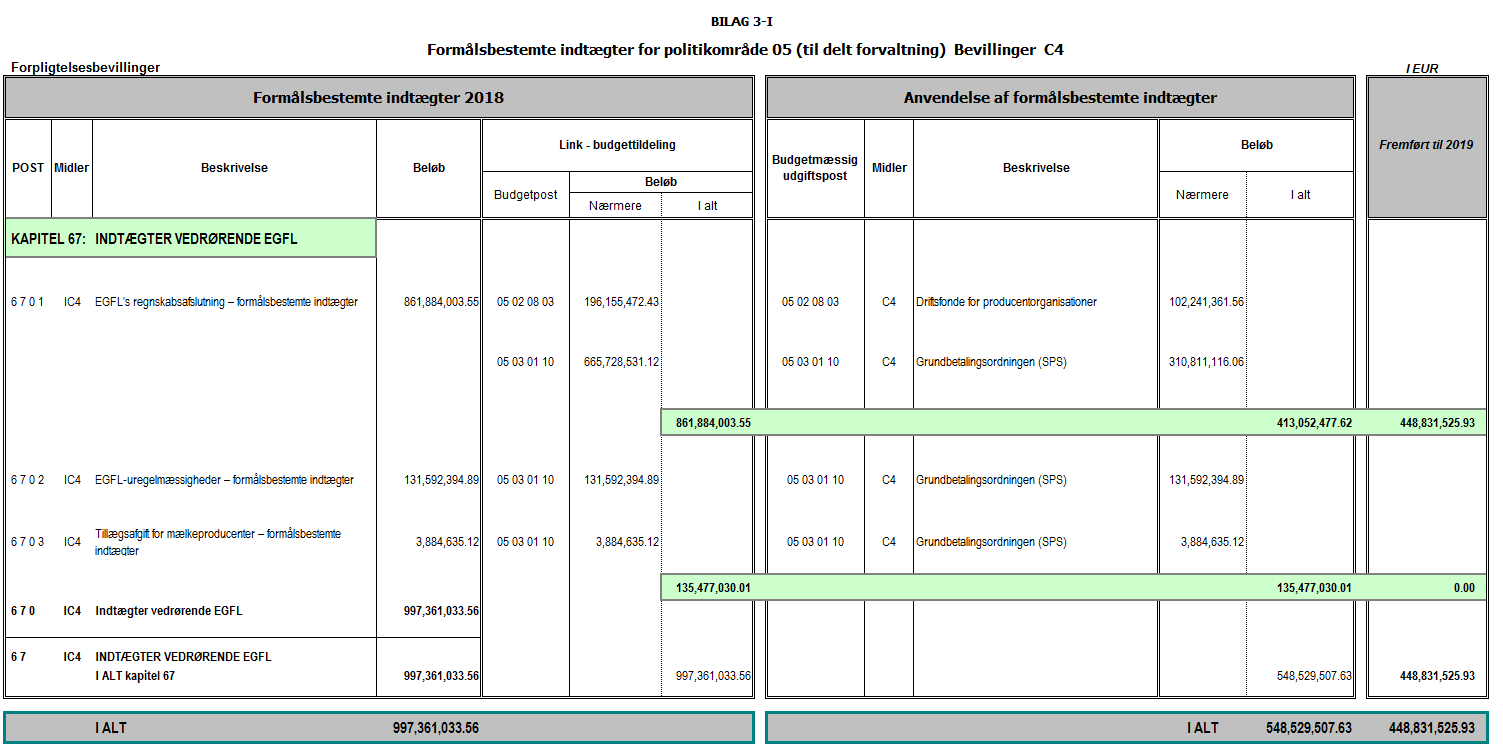 BILAG 3-I
Formålsbestemte indtægter for politikområde 05 (til delt forvaltning) Bevillinger C4
Forpligtelsesbevillinger
I EUR
Formålsbestemte indtægter 2018
Anvendelse af formålsbestemte indtægter
Fremført til 2019
POST Midler Beskrivelse Beløb Link - budgettildeling
Budgetpost Beløb
Nærmere I alt
Budgetmæssig udgiftspost Midler Beskrivelse Beløb
Nærmere I alt
KAPITEL 67: INDTÆGTER VEDRØRENDE EGFL
6 7 0 1 IC4 EGFL's regnskabsafslutning – formålsbestemte indtægter 861,884,003.55 05 02 08 03 196,155,472.43 05 02 08 03 C4 Driftsfonde for producentorganisationer 102,241,361.56
05 03 01 10 665,728,531.12 05 03 01 10 C4 Grundbetalingsordningen (SPS) 310,811,116.06
861,884,003.55 413,052,477.62 448,831,525.93
6 7 0 2 IC4 EGFL-uregelmæssigheder – formålsbestemte indtægter 131,592,394.89 05 03 01 10 131,592,394.89 05 03 01 10 C4 Grundbetalingsordningen (SPS) 131,592,394.89
Tillægsafgift for mælkeproducenter – formålsbestemte
6 7 0 3 IC4 indtægter 3,884,635.12 05 03 01 10 3,884,635.12 05 03 01 10 C4 Grundbetalingsordningen (SPS) 3,884,635.12
135,477,030.01 135,477,030.01 0.00
6 7 0 IC4 Indtægter vedrørende EGFL 997,361,033.56
6 7 IC4 INDTÆGTER VEDRØRENDE EGFL
I ALT kapitel 67 997,361,033.56 997,361,033.56 548,529,507.63 448,831,525.93
I ALT 997,361,033.56 I ALT 548,529,507.63 448,831,525.93